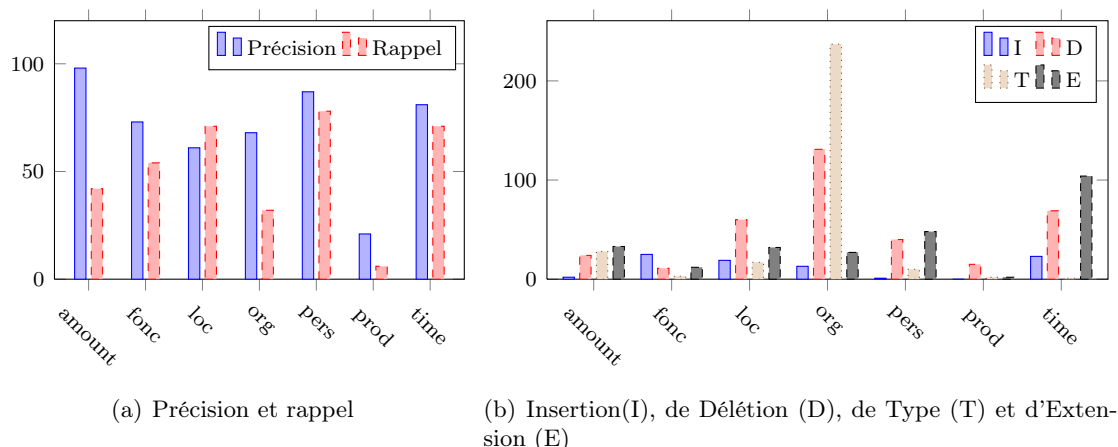 Précision Rappel
100
50
0
amount fonc loc org pers prod time
(a) Précision et rappel
I D
T E
200
100
0
amount fonc loc org pers prod time
(b) Insertion(I), de Délétion (D), de Type (T) et d'Exten-
sion (E)